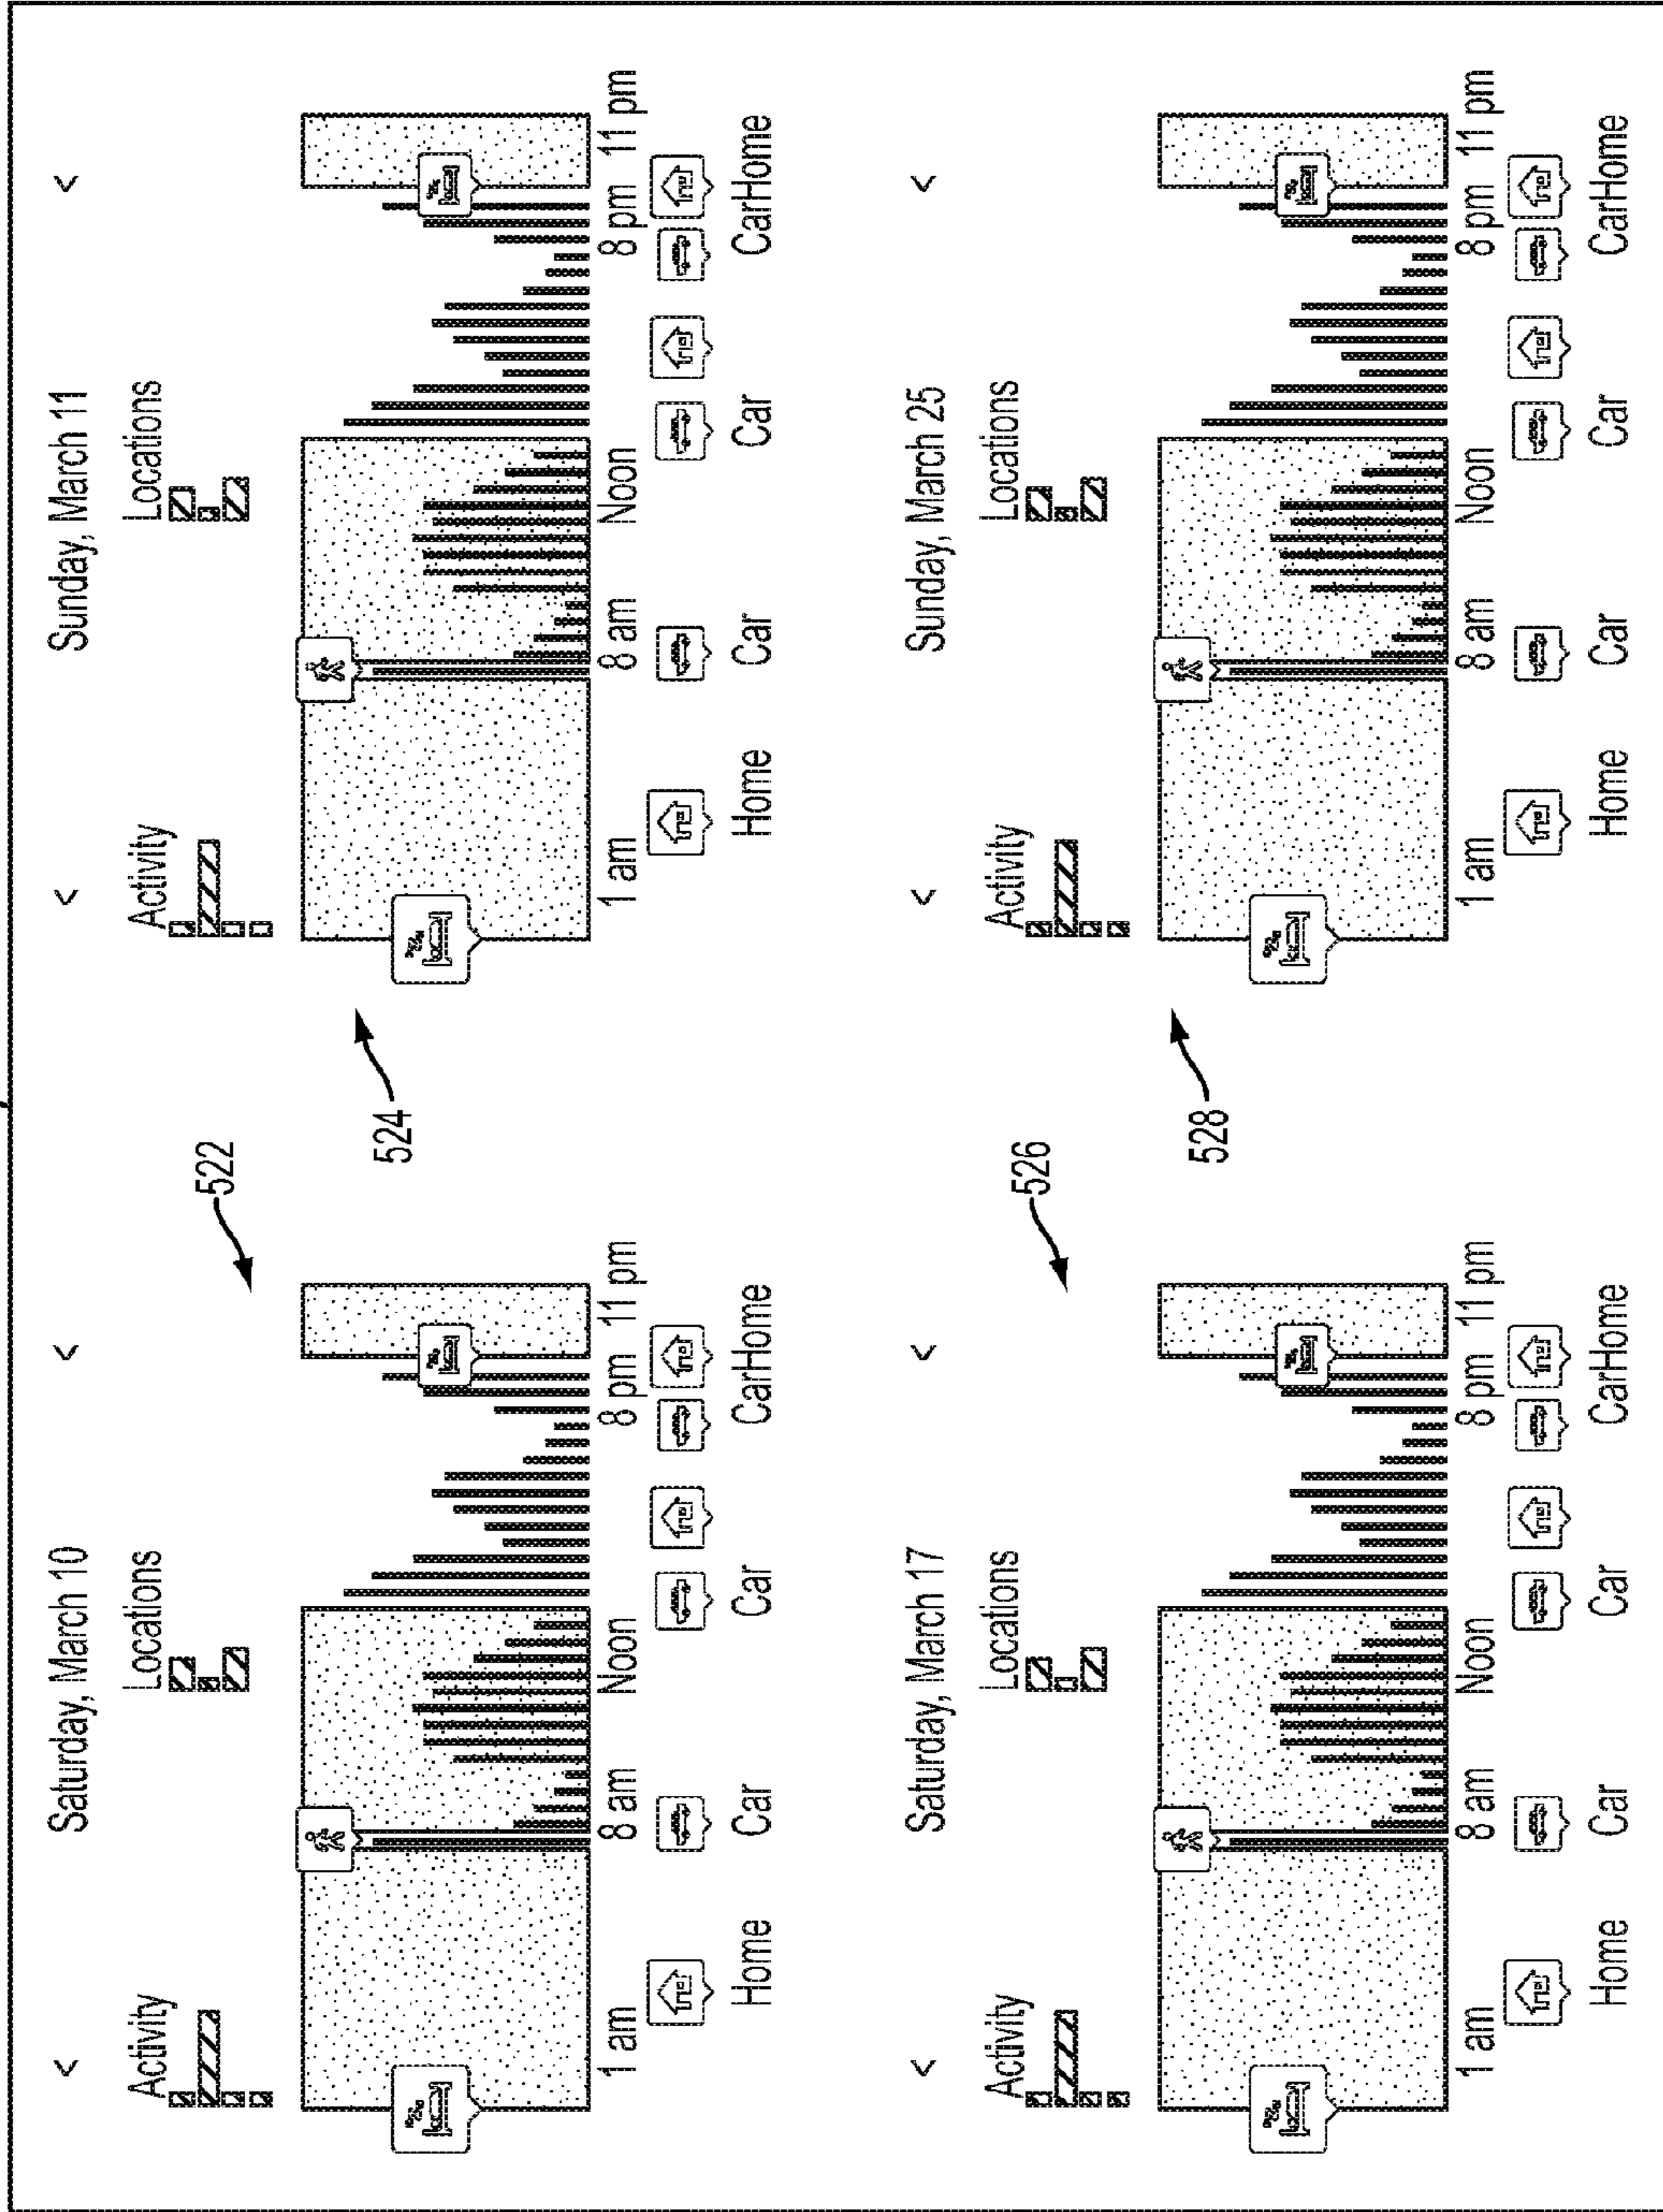 Saturday, March 10
Activity
Locations
522
1 am 8 am Noon 8 pm 11 pm
Home Car Car CarHome
Sunday, March 11
Activity
Locations
524
1 am 8 am Noon 8 pm 11 pm
Home Car Car CarHome
Saturday, March 17
Activity
Locations
526
1 am 8 am Noon 8 pm 11 pm
Home Car Car CarHome
Sunday, March 25
Activity
Locations
528
1 am 8 am Noon 8 pm 11 pm
Home Car Car CarHome